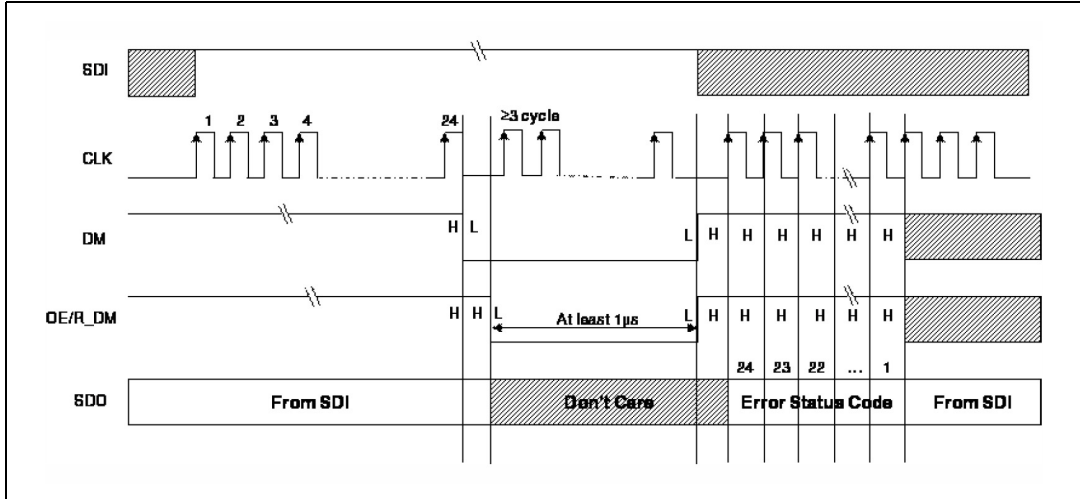 SDI
1 2 3 4 24 ≥3 cycle
CLK
H L L H H H H H H
DM
H H L At least 1µs L H H H H H H
OE/R_DM
24 23 22 ... 1
SDO From SDI Don't Care Error Status Code From SDI